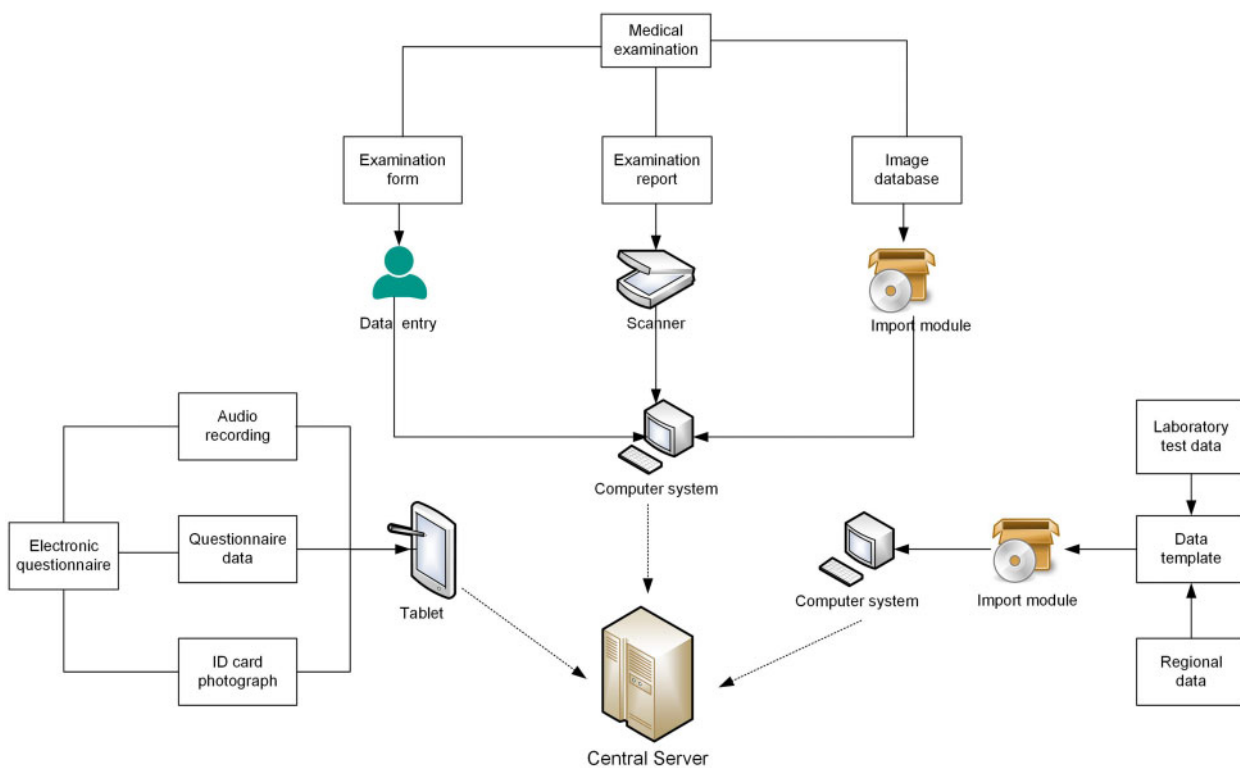 Medical
examination
Examination
form
Examination
report
Image
database
Data entry
Scanner
Import module
Audio
recording
Laboratory
test data
Computer system
Electronic
questionnaire
Questionnaire
data
Data
template
Tablet
Computer system
Import module
ID card
photograph
Regional
data
Central Server